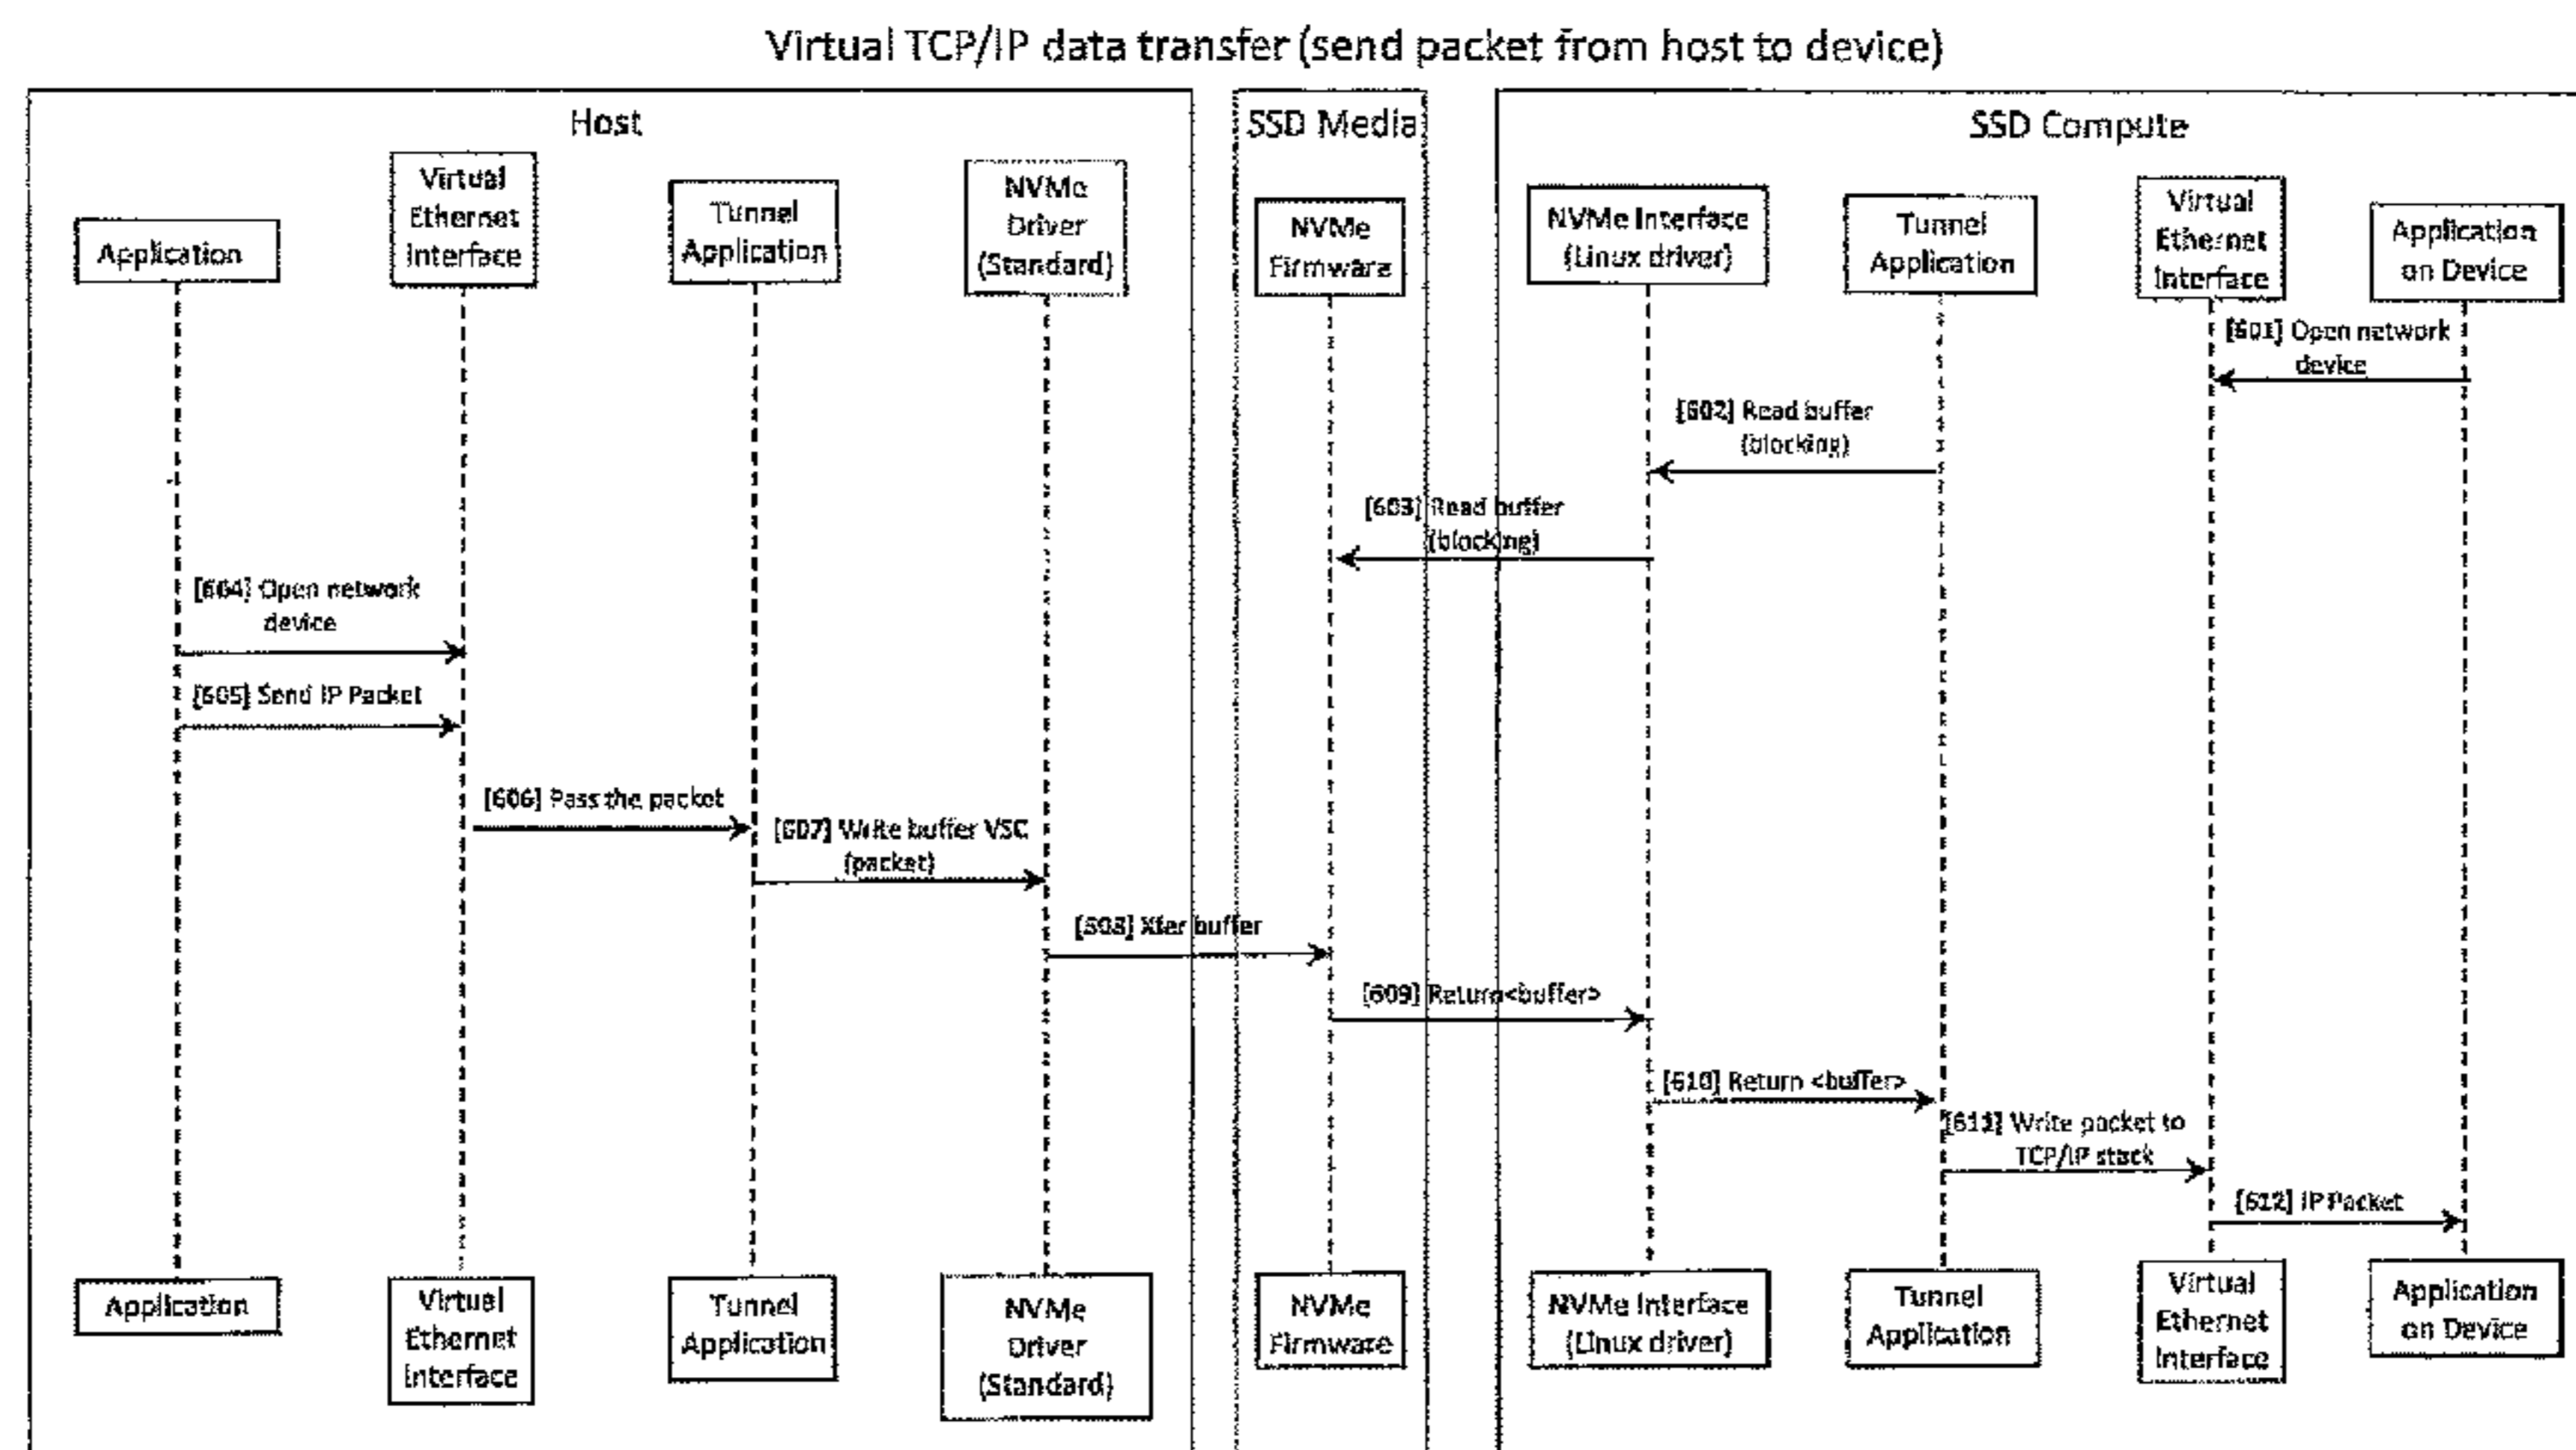 Virtual TCP/IP data transfer (send packet from host to device)
Host
SSD Media
SSD Compute
Application
Virtual
Ethernet
Interface
Tunnel
Application
NVMe
Driver
(Standard)
NVMe
Firmware
NVMe Interface
(Linux driver)
Tunnel
Application
Virtual
Ethernet
Interface
Application
on Device
[601] Open network
device
[602] Read buffer
(blocking)
[603] Read buffer
(blocking)
[604] Open network
device
[605] Send IP Packet
[606] Pass the packet
[607] Write buffer VSC
(packet)
[608] Xfer buffer
[609] Return<buffer>
[610] Return <buffer>
[611] Write packet to
TCP/IP stack
[612] IP Packet
Application
Virtual
Ethernet
Interface
Tunnel
Application
NVMe
Driver
(Standard)
NVMe
Firmware
NVMe Interface
(Linux driver)
Tunnel
Application
Virtual
Ethernet
Interface
Application
on Device